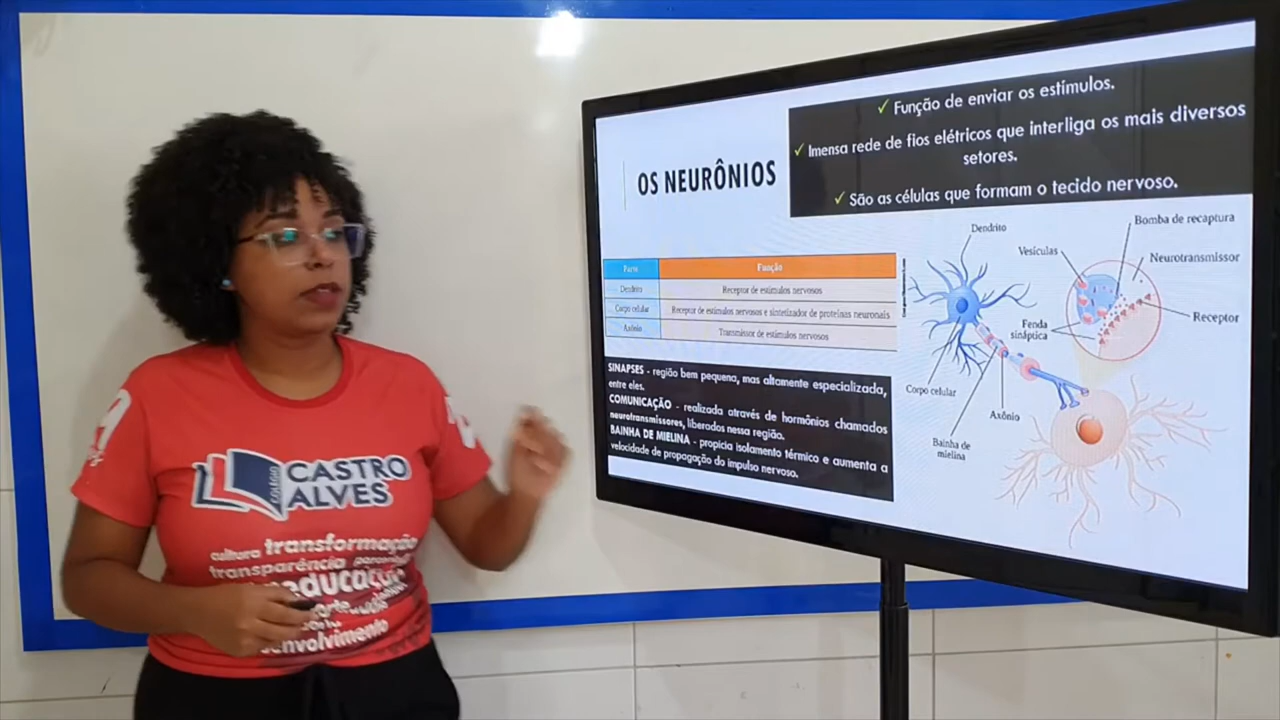 ✓ Função de enviar os estímulos.
✓ Imensa rede de fios elétricos que interliga os mais diversos
setores.
✓ São as células que formam o tecido nervoso.
OS NEURÔNIOS
Parte Função
Dendrito Receptor de estímulos nervosos
Corpo celular Receptor de estímulos nervosos e sintetizador de proteínas neuronais
Axônio Transmissor de estímulos nervosos
SINAPSES - região bem pequena, mas altamente especializada,
entre eles.
COMUNICAÇÃO - realizada através de hormônios chamados
neurotransmissores, liberados nessa região.
BAINHA DE MIELINA - propicia isolamento térmico e aumenta a
velocidade de propagação do impulso nervoso.
Dendrito
Bomba de recaptura
Vesículas
Neurotransmissor
Receptor
Fenda
sináptica
Corpo celular
Axônio
Bainha de
mielina
COLÉGIO
CASTRO
ALVES
cultura transformação
transparência
educação
arte